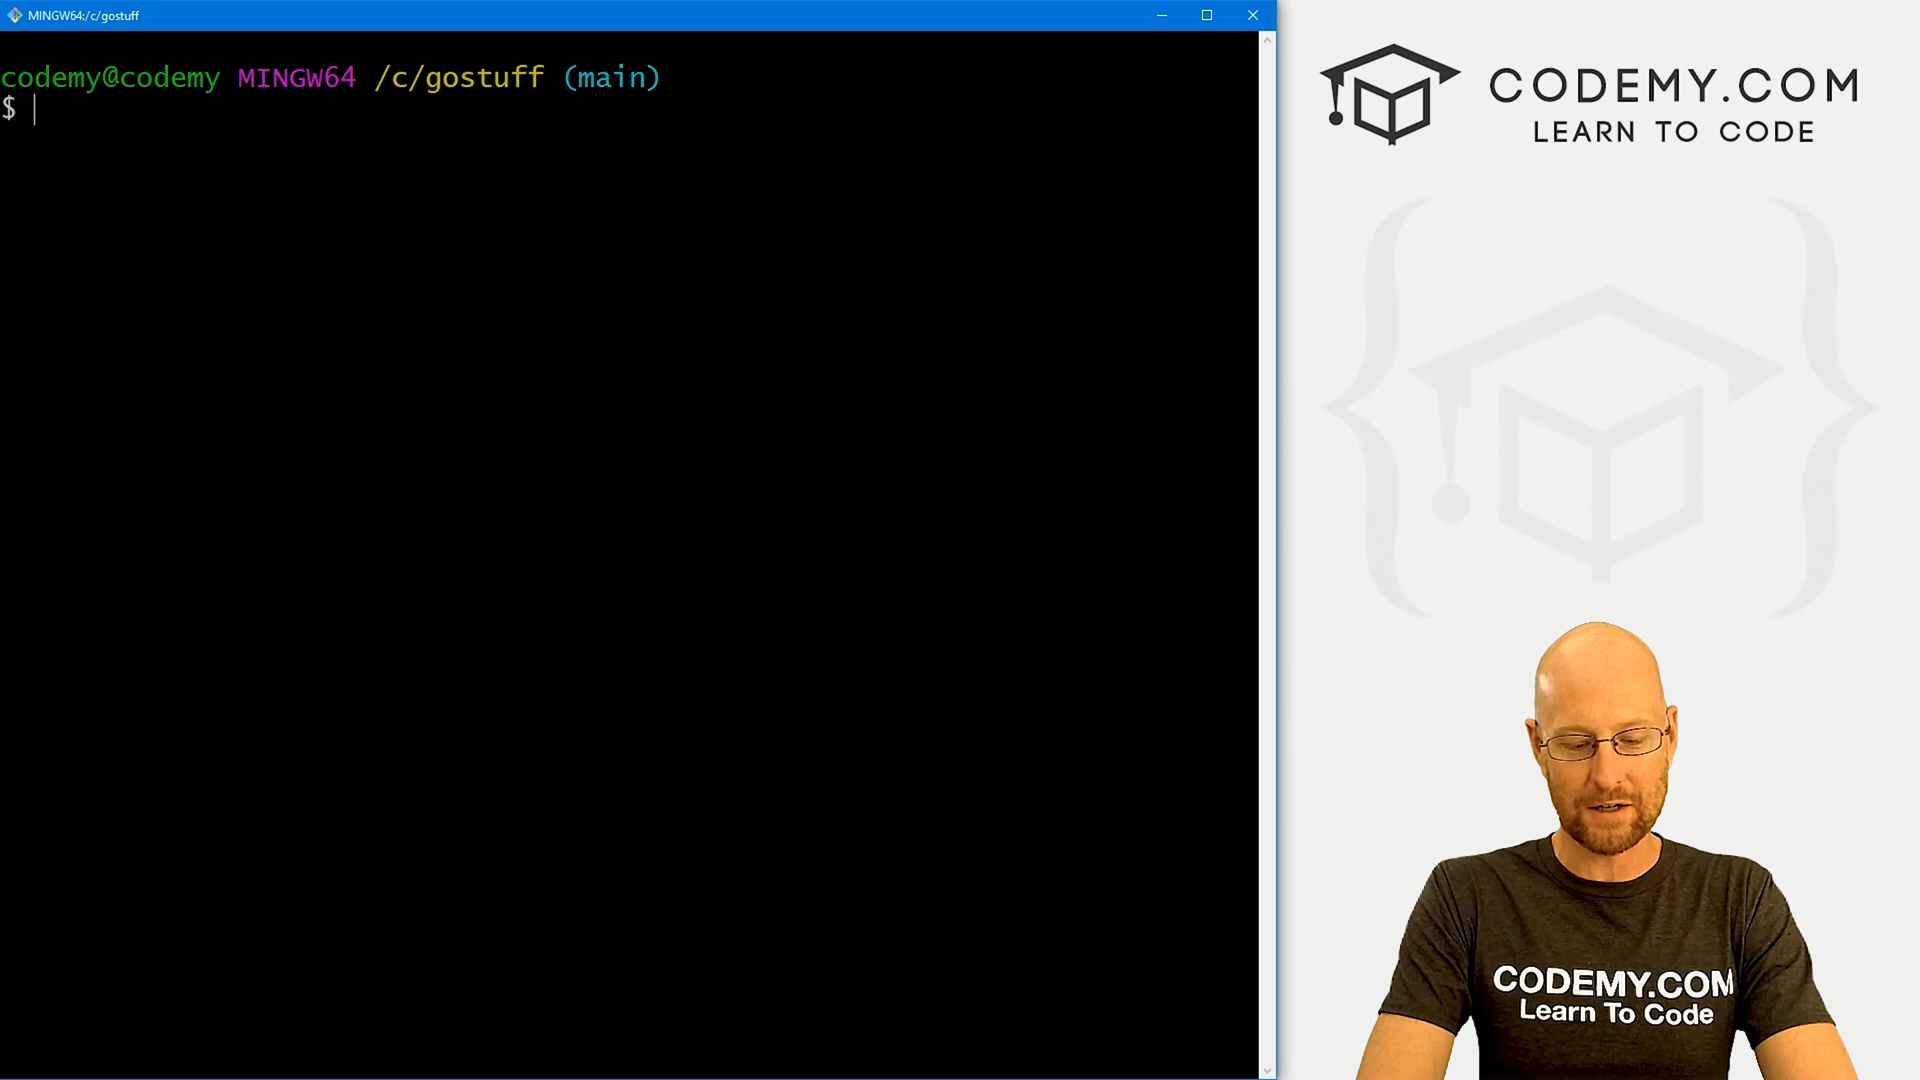 MINGW64:/c/gostuff
codemy@codemy MINGW64 /c/gostuff (main)
$
CODEMY.COM
LEARN TO CODE
CODEMY.COM
Learn To Code